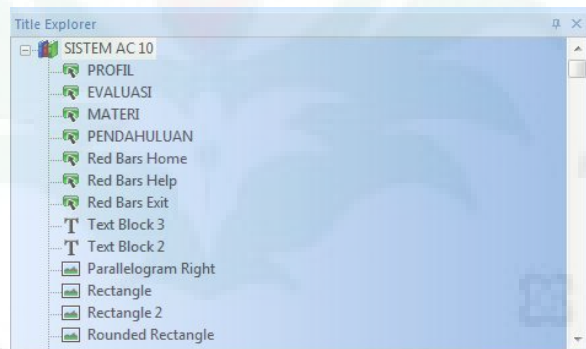 Title Explorer
SISTEM AC 10
PROFIL
EVALUASI
MATERI
PENDAHULUAN
Red Bars Home
Red Bars Help
Red Bars Exit
Text Block 3
Text Block 2
Parallelogram Right
Rectangle
Rectangle 2
Rounded Rectangle